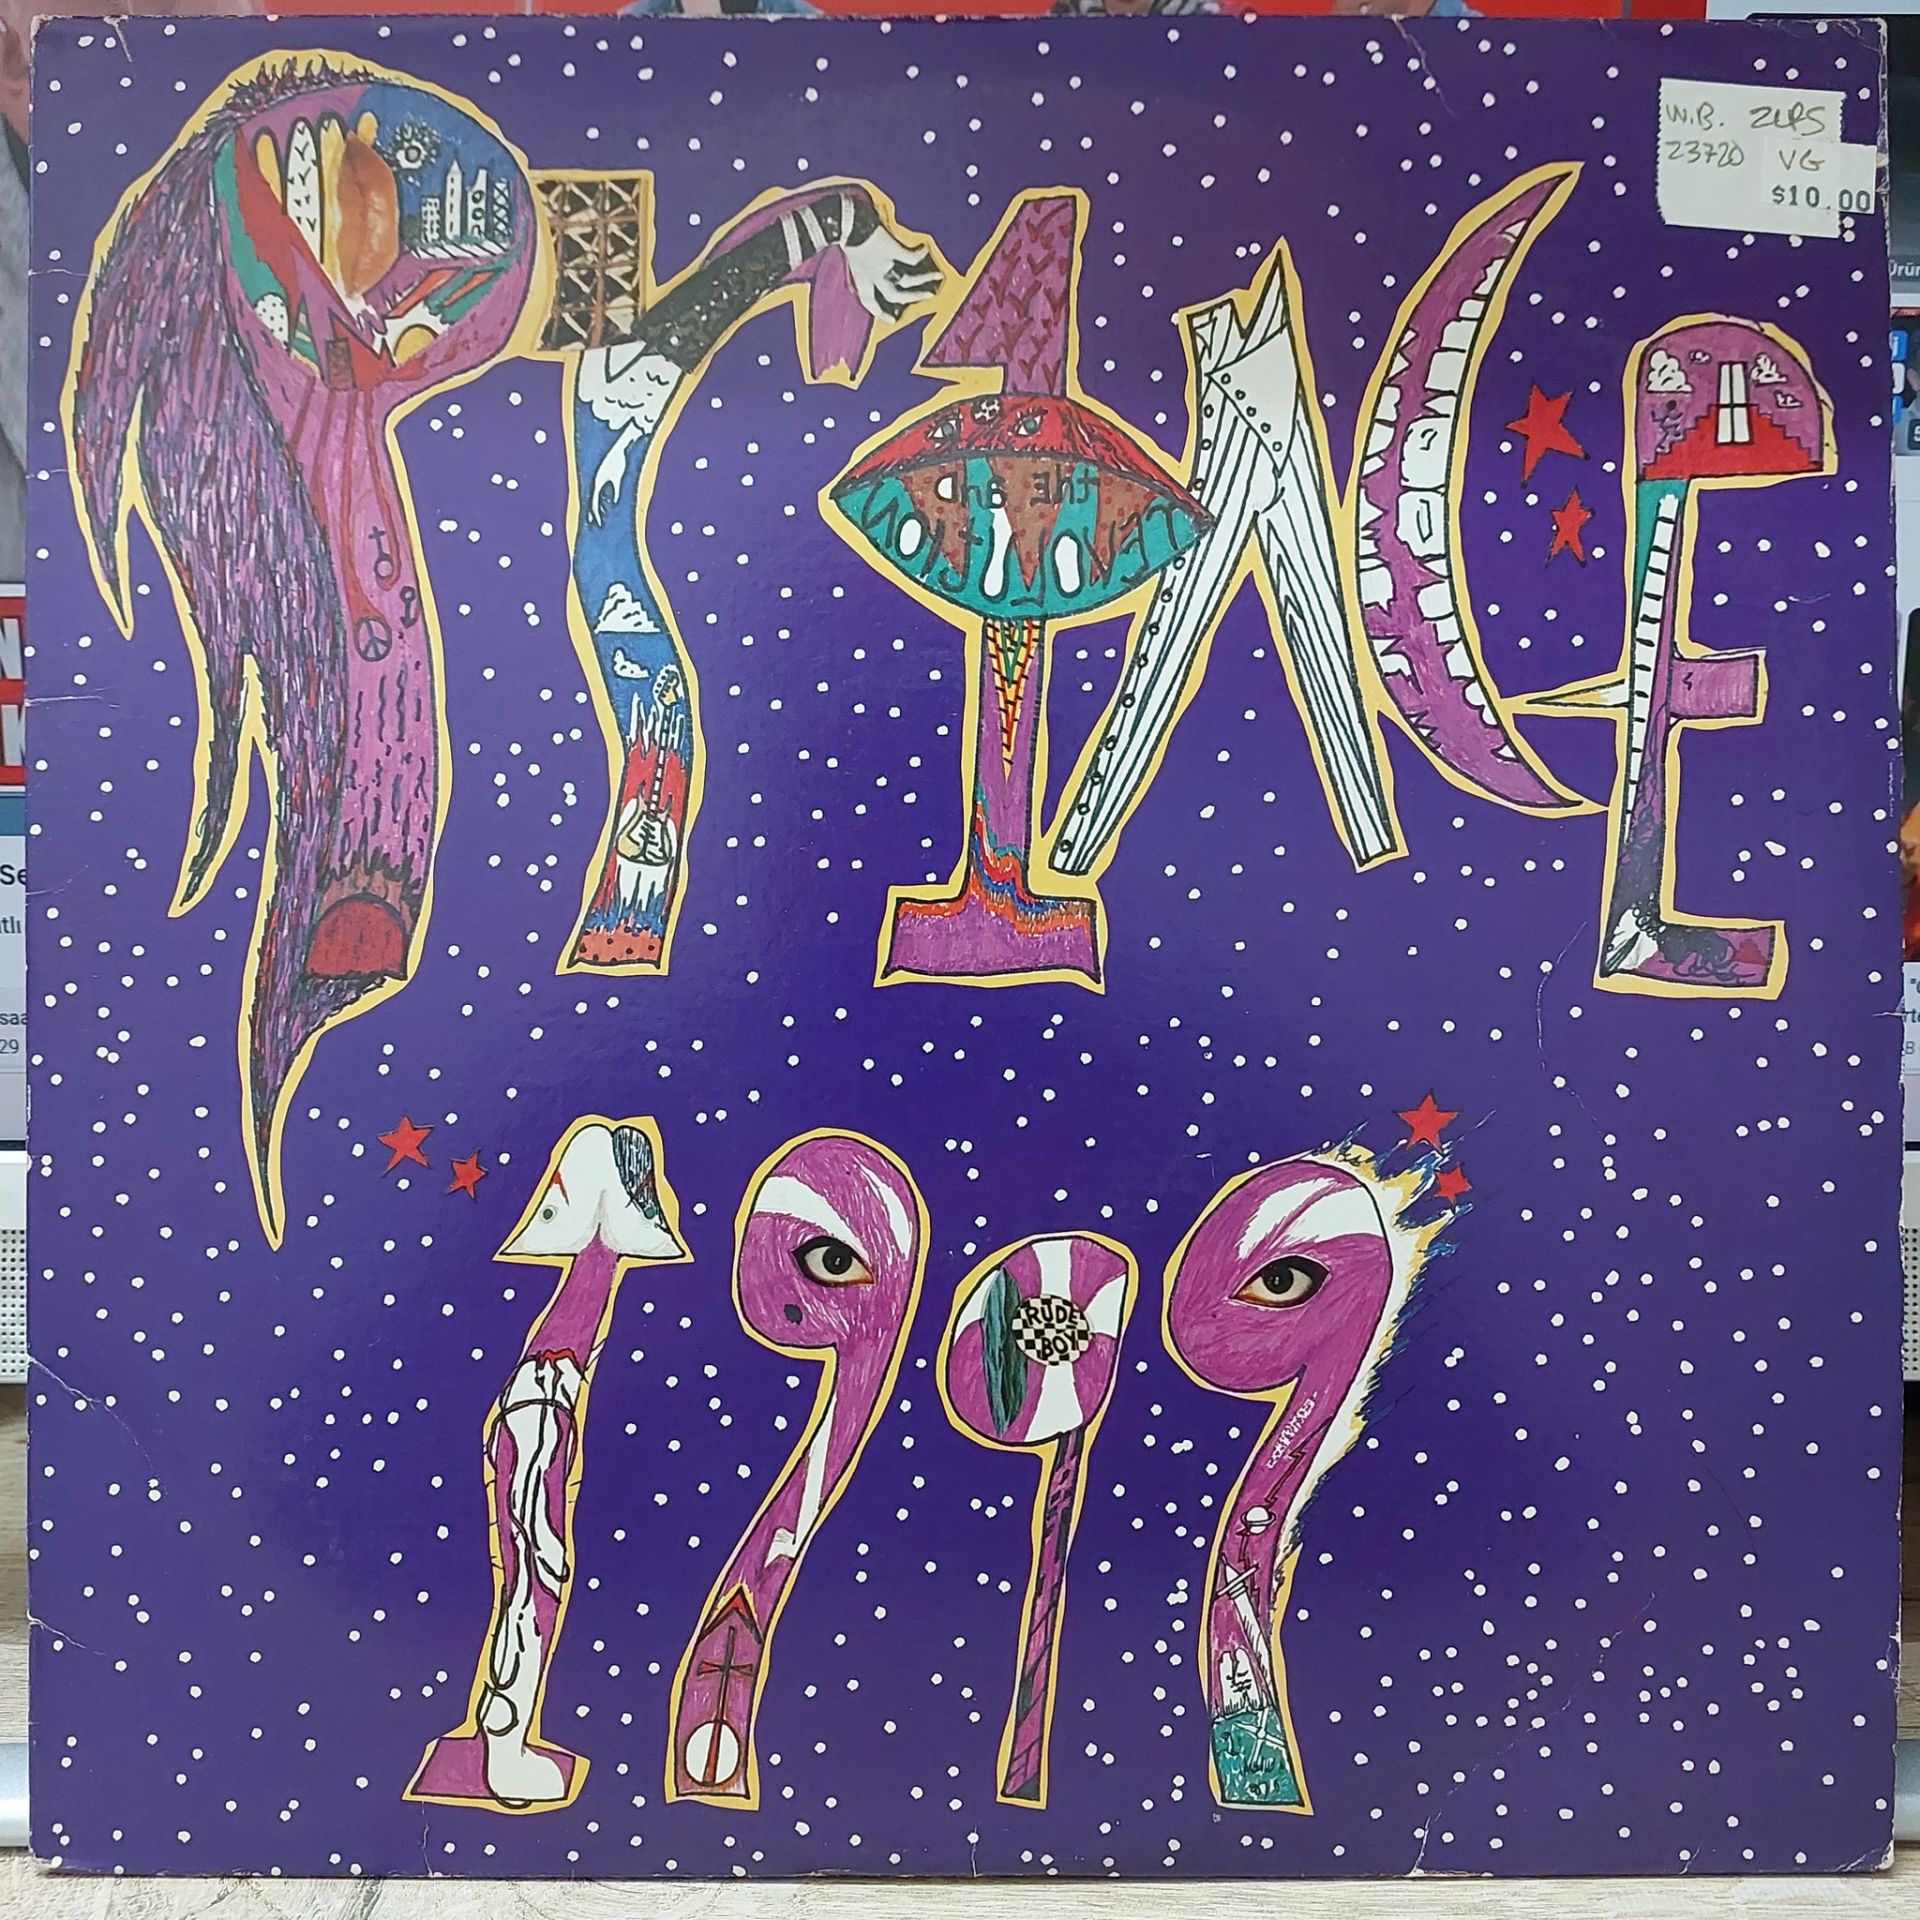 W.B. 2LPS
23720 VG
$10.00
PrINCE
and the
REVOLUTION
1999
RUDE
BOY